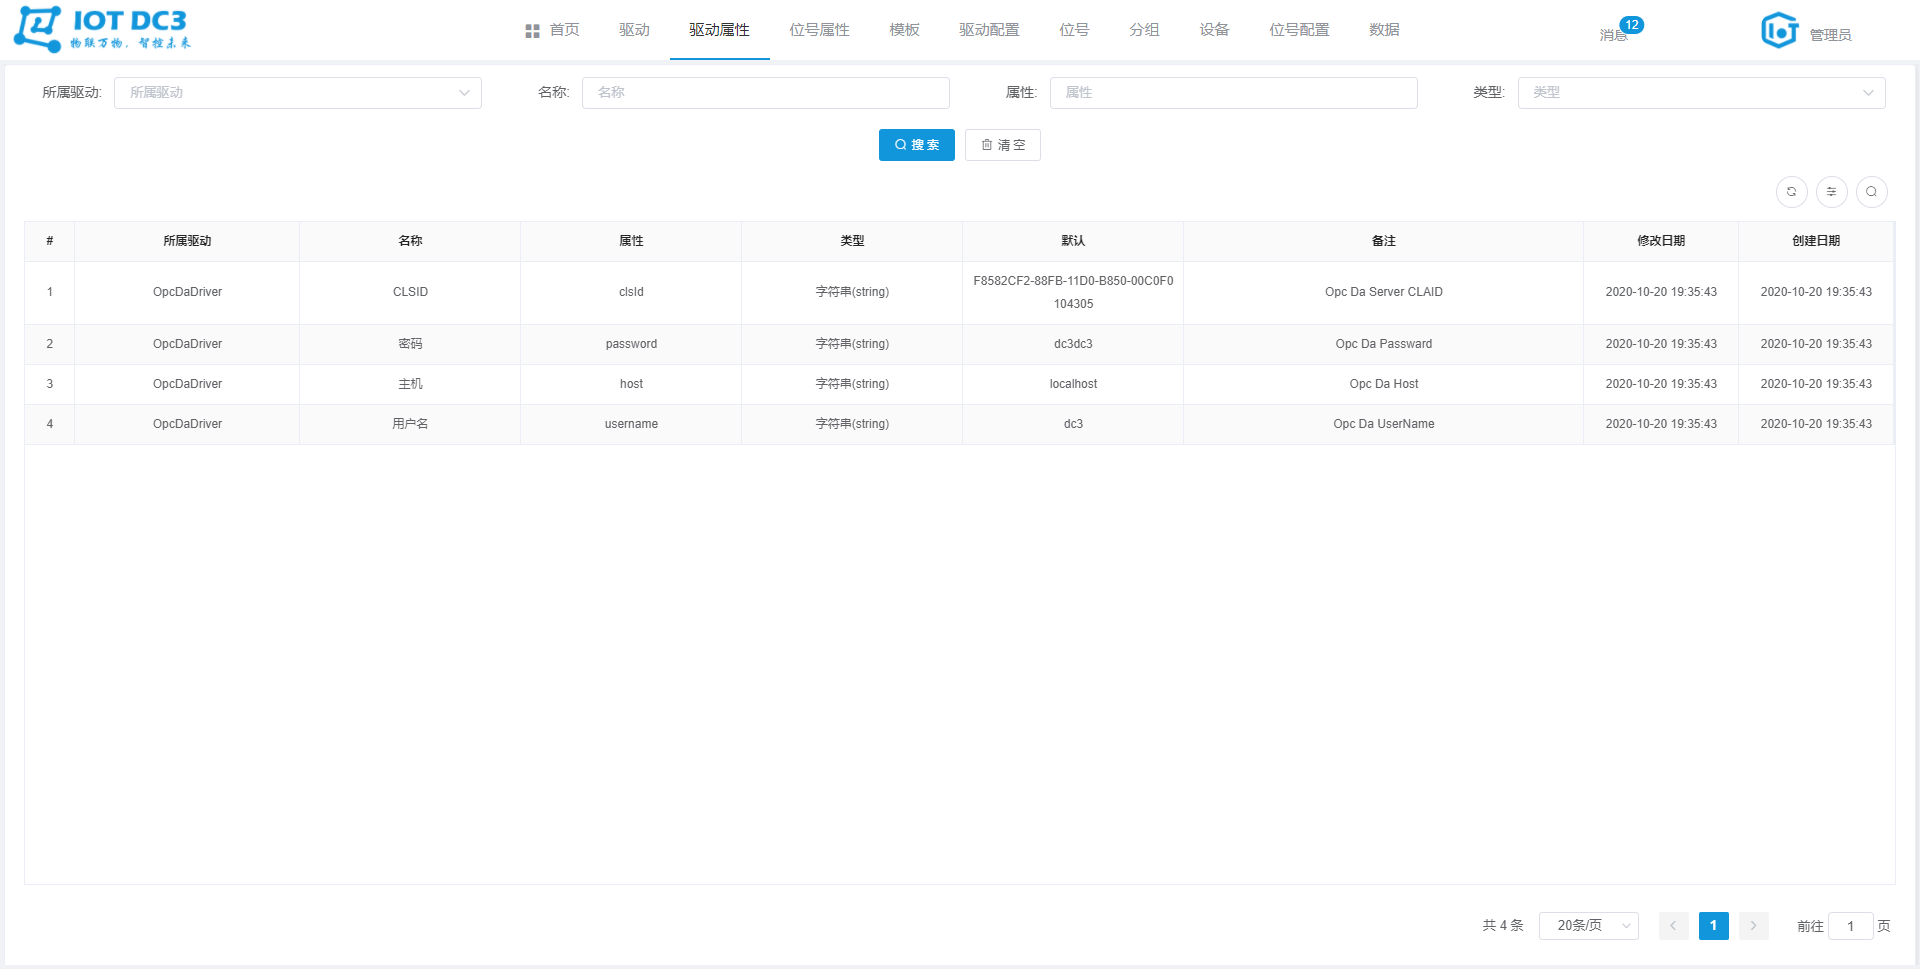 IOT DC3
物联万物，智控未来
首页 驱动 驱动属性 位号属性 模板 驱动配置 位号 分组 设备 位号配置 数据
消息 12
IoT
管理员
所属驱动: 所属驱动 名称: 名称 属性: 属性 类型: 类型
搜 索 清 空
# 所属驱动 名称 属性 类型 默认 备注 修改日期 创建日期
1 OpcDaDriver CLSID clsId 字符串(string) F8582CF2-88FB-11D0-B850-00C0F0
104305 Opc Da Server CLAID 2020-10-20 19:35:43 2020-10-20 19:35:43
2 OpcDaDriver 密码 password 字符串(string) dc3dc3 Opc Da Passward 2020-10-20 19:35:43 2020-10-20 19:35:43
3 OpcDaDriver 主机 host 字符串(string) localhost Opc Da Host 2020-10-20 19:35:43 2020-10-20 19:35:43
4 OpcDaDriver 用户名 username 字符串(string) dc3 Opc Da UserName 2020-10-20 19:35:43 2020-10-20 19:35:43
共 4 条 20条/页 1 前往 1 页